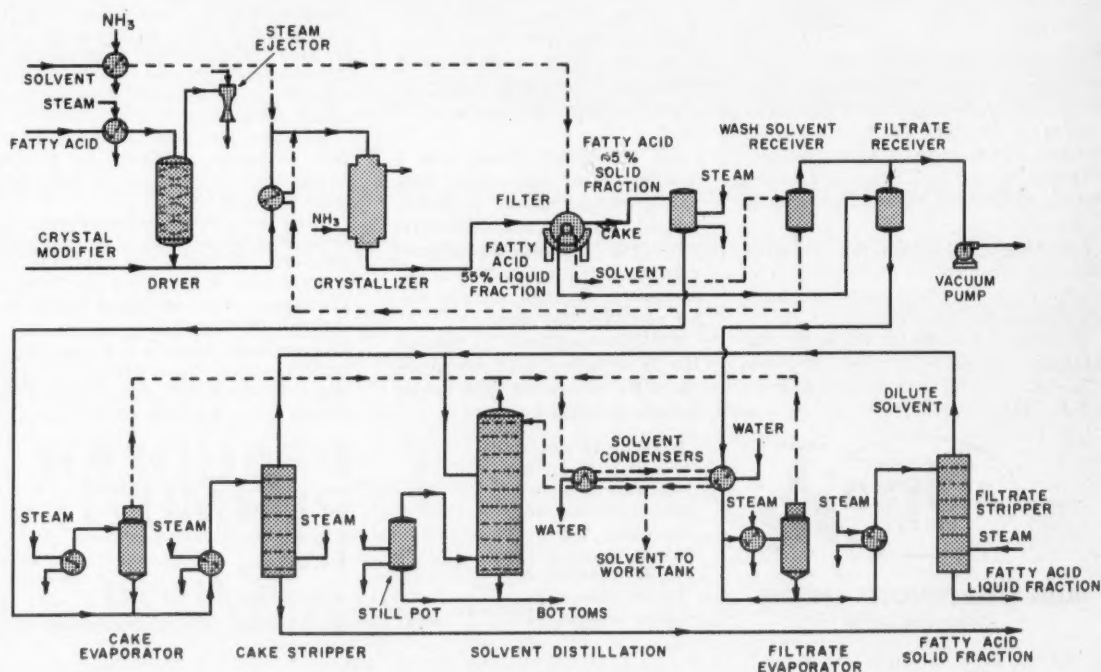 NH3
SOLVENT
STEAM
FATTY ACID
STEAM
EJECTOR
CRYSTAL
MODIFIER
DRYER
NH3
CRYSTALLIZER
FILTER
FATTY
ACID
55% LIQUID
FRACTION
FATTY ACID
45 %
SOLID
FRACTION
CAKE
SOLVENT
STEAM
WASH SOLVENT
RECEIVER
FILTRATE
RECEIVER
VACUUM
PUMP
STEAM
CAKE
EVAPORATOR
STEAM
STEAM
CAKE STRIPPER
STILL POT
SOLVENT DISTILLATION
BOTTOMS
SOLVENT
CONDENSERS
WATER
WATER
SOLVENT TO
WORK TANK
STEAM
STEAM
FILTRATE
EVAPORATOR
DILUTE
SOLVENT
FILTRATE
STRIPPER
STEAM
FATTY ACID
LIQUID FRACTION
FATTY ACID
SOLID FRACTION